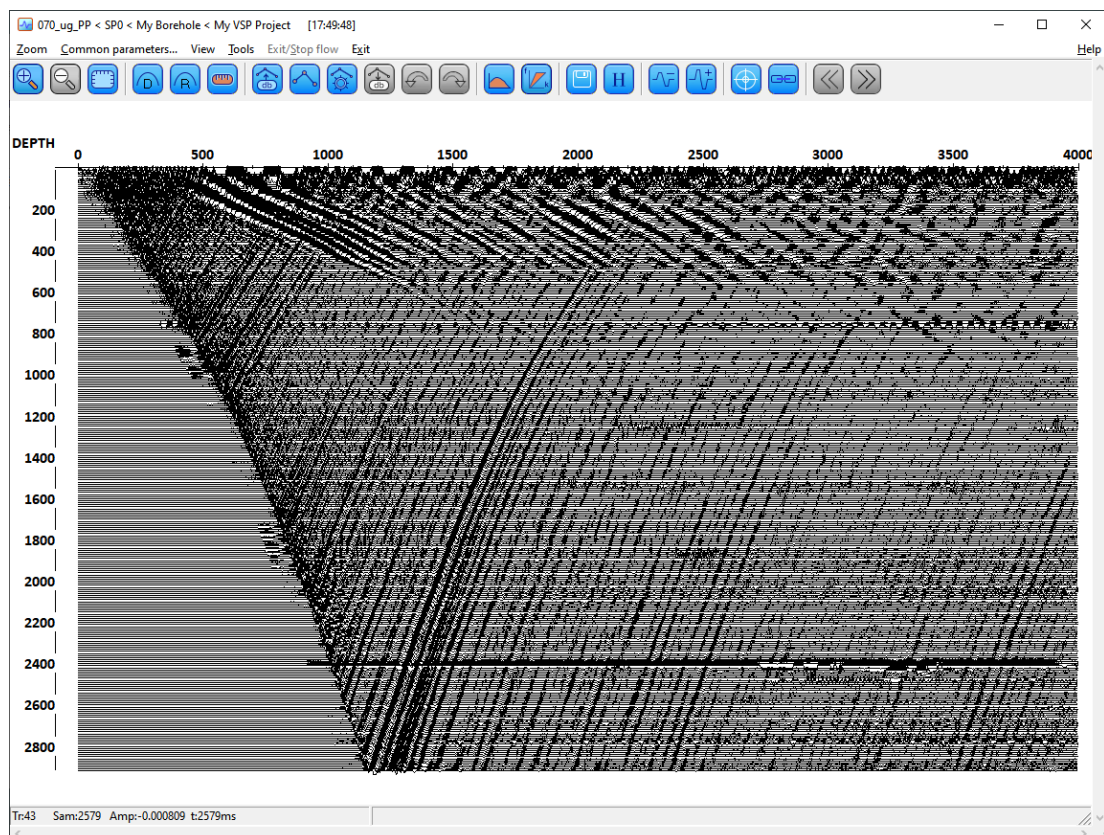 070_ug_PP < SP0 < My Borehole < My VSP Project [17:49:48]
Zoom Common parameters... View Tools Exit/Stop flow Exit Help
D R H
DEPTH
0 500 1000 1500 2000 2500 3000 3500 4000
200
400
600
800
1000
1200
1400
1600
1800
2000
2200
2400
2600
2800
Tr:43 Sam:2579 Amp:-0.000809 t:2579ms